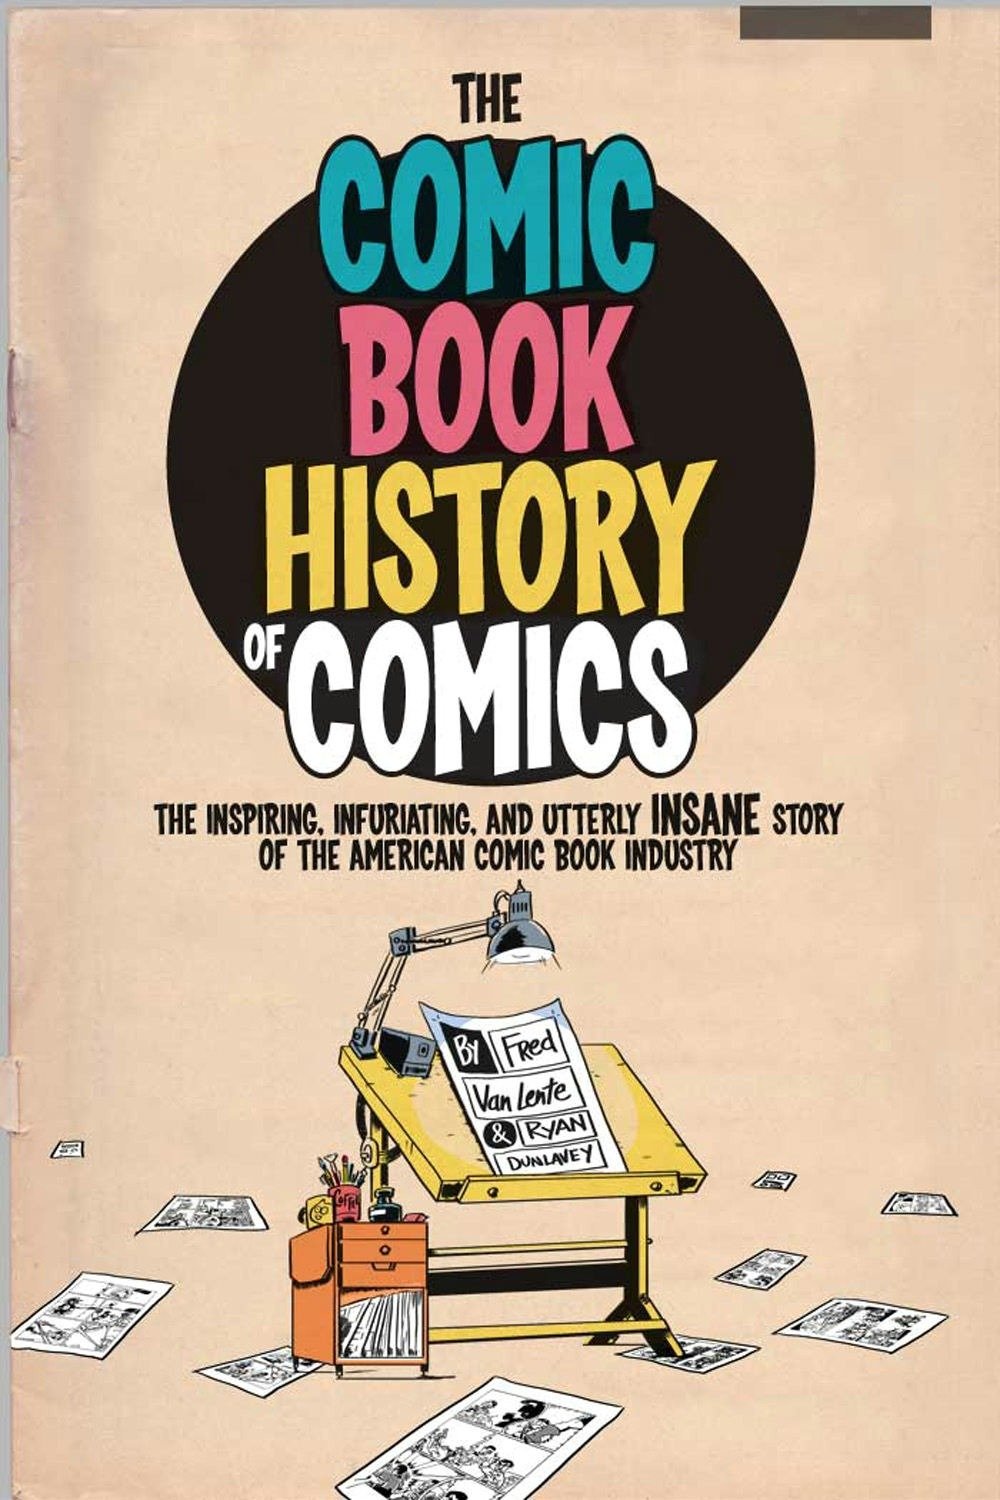 THE
COMIC
BOOK
HISTORY
OF COMICS
THE INSPIRING, INFURIATING, AND UTTERLY INSANE STORY
OF THE AMERICAN COMIC BOOK INDUSTRY
BY Fred
Van Lente
& RYAN
DUNLAVEY
COFFEE